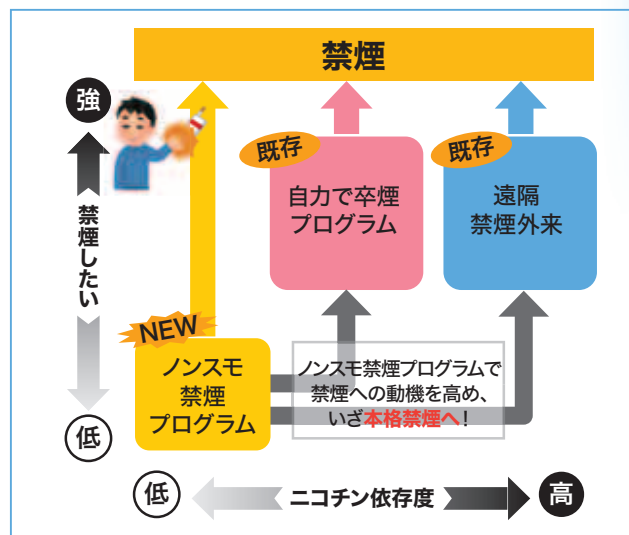 禁煙
強
既存
既存
自力で卒煙
プログラム
遠隔
禁煙外来
禁煙したい
NEW
ノンスモ
禁煙
プログラム
ノンスモ禁煙プログラムで
禁煙への動機を高め、
いざ本格禁煙へ!
低
低
ニコチン依存度
高